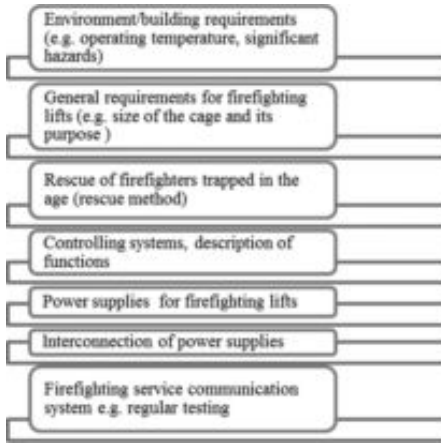 Environment/building requirements
(e.g. operating temperature, significant
hazards)
General requirements for firefighting
lifts (e.g. size of the cage and its
purpose )
Rescue of firefighters trapped in the
age (rescue method)
Controlling systems, description of
functions
Power supplies for firefighting lifts
Interconnection of power supplies
Firefighting service communication
system e.g. regular testing